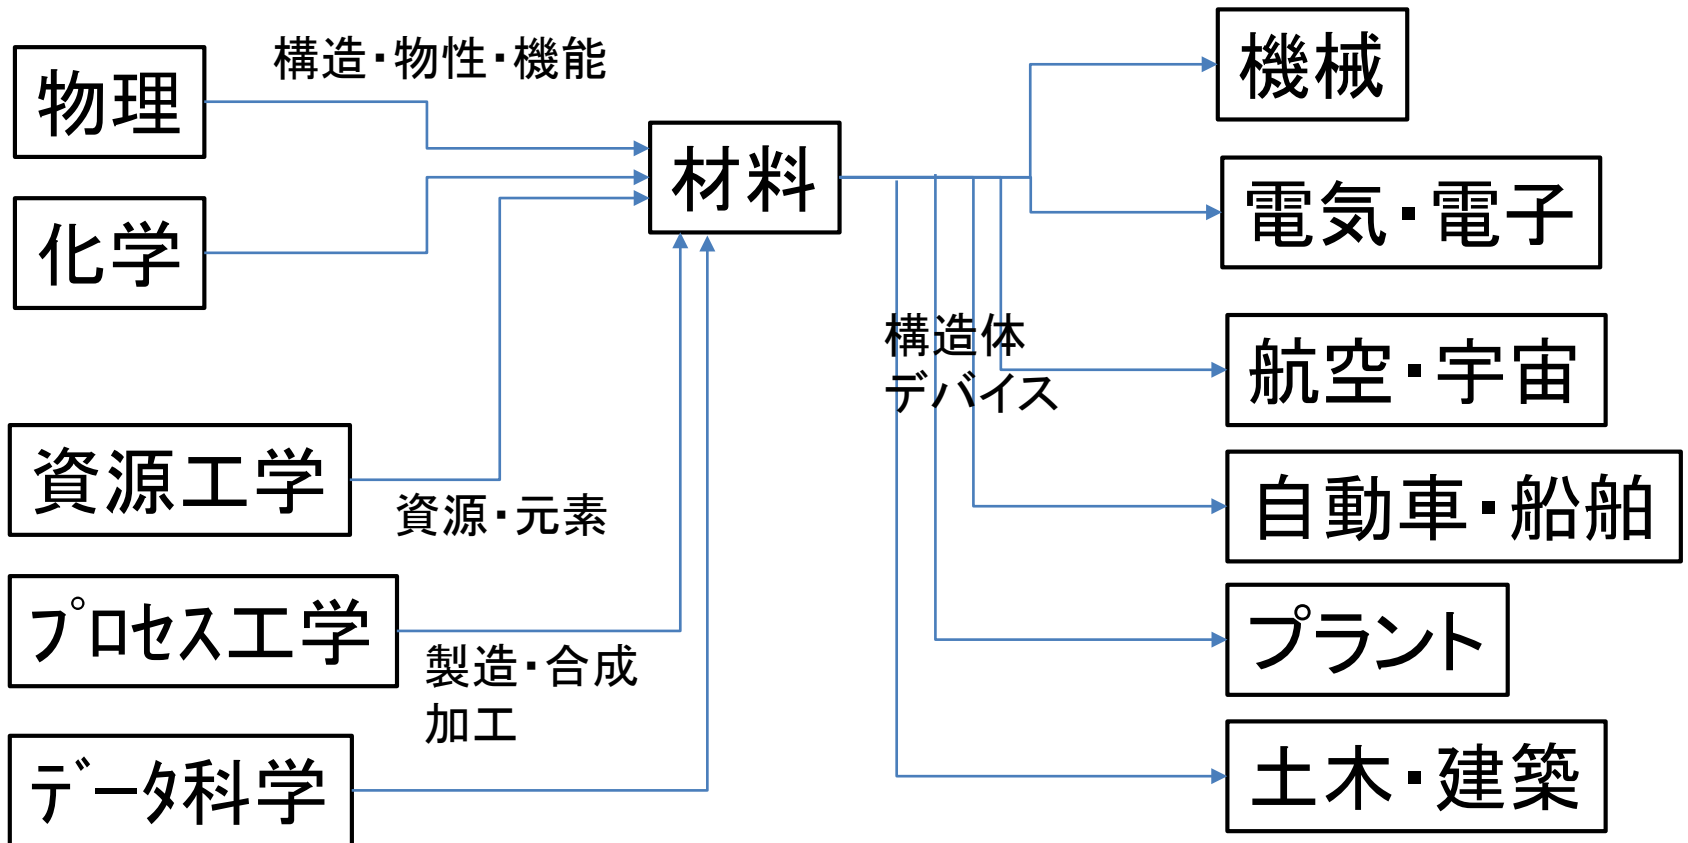 物理
構造・物性・機能
化学
材料
資源工学
資源・元素
プロセス工学
製造・合成
加工
データ科学
構造体
デバイス
機械
電気・電子
航空・宇宙
自動車・船舶
プラント
土木・建築